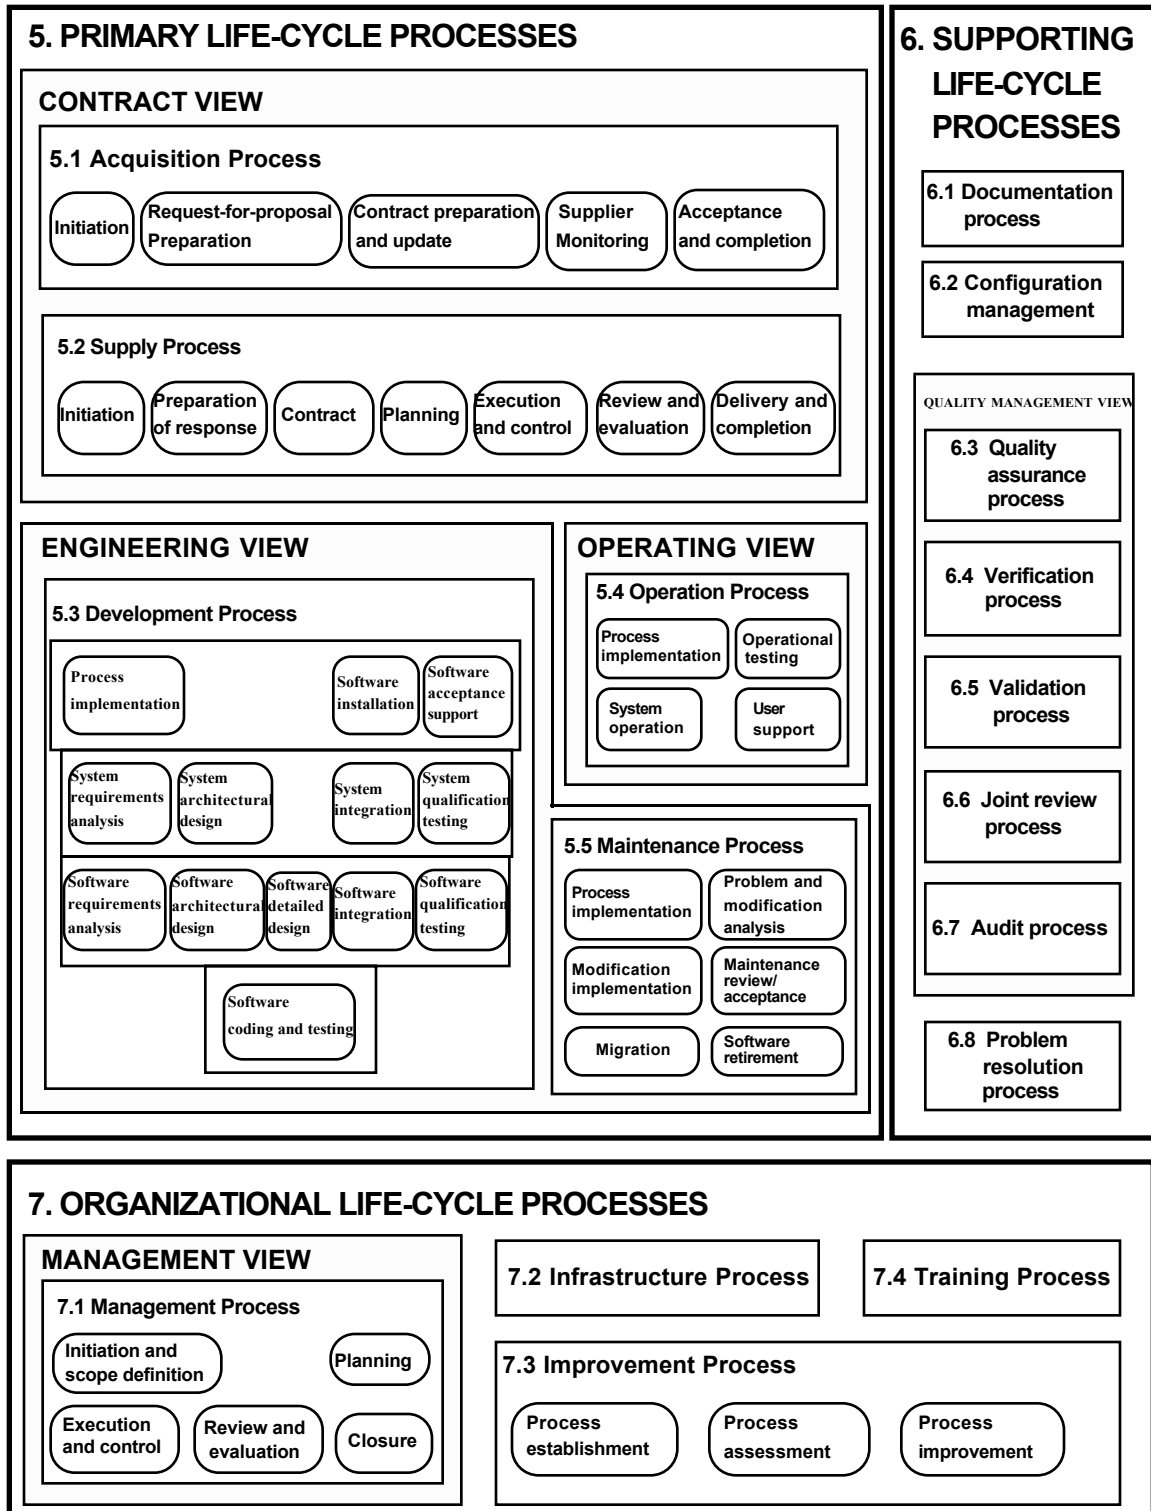 5. PRIMARY LIFE-CYCLE PROCESSES
CONTRACT VIEW
5.1 Acquisition Process
Initiation
Request-for-proposal
Preparation
Contract preparation
and update
Supplier
Monitoring
Acceptance
and completion
5.2 Supply Process
Initiation
Preparation
of response
Contract
Planning
Execution
and control
Review and
evaluation
Delivery and
completion
ENGINEERING VIEW
5.3 Development Process
Process
implementation
Software
installation
Software
acceptance
support
System
requirements
analysis
System
architectural
design
System
integration
System
qualification
testing
Software
requirements
analysis
Software
architectural
design
Software
detailed
design
Software
integration
Software
qualification
testing
Software
coding and testing
OPERATING VIEW
5.4 Operation Process
Process
implementation
Operational
testing
System
operation
User
support
5.5 Maintenance Process
Process
implementation
Problem and
modification
analysis
Modification
implementation
Maintenance
review/
acceptance
Migration
Software
retirement
6. SUPPORTING
LIFE-CYCLE
PROCESSES
6.1 Documentation
process
6.2 Configuration
management
QUALITY MANAGEMENT VIEW
6.3 Quality
assurance
process
6.4 Verification
process
6.5 Validation
process
6.6 Joint review
process
6.7 Audit process
6.8 Problem
resolution
process
7. ORGANIZATIONAL LIFE-CYCLE PROCESSES
MANAGEMENT VIEW
7.1 Management Process
Initiation and
scope definition
Planning
Execution
and control
Review and
evaluation
Closure
7.2 Infrastructure Process
7.4 Training Process
7.3 Improvement Process
Process
establishment
Process
assessment
Process
improvement